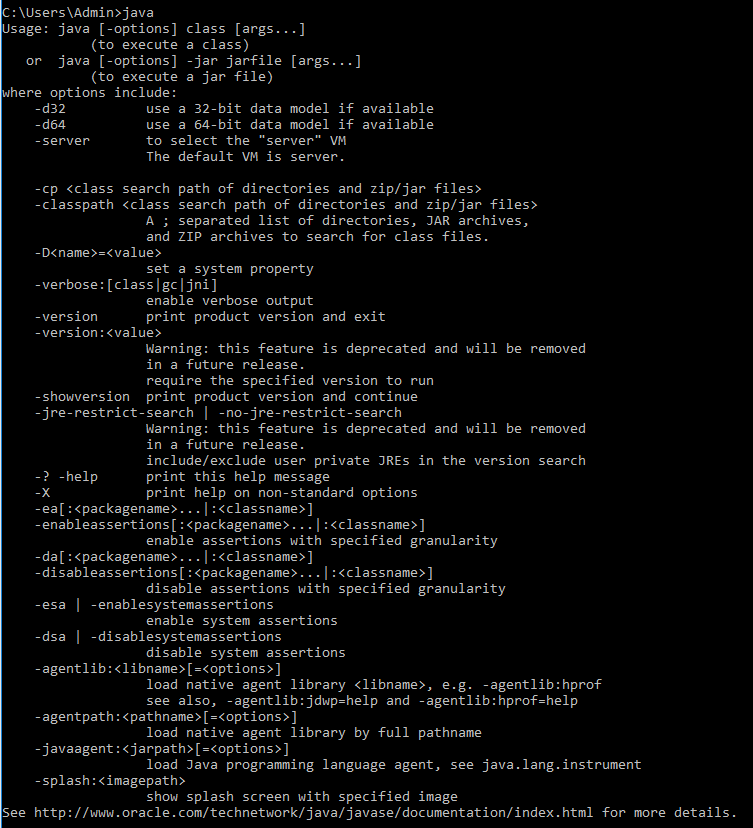 C:\Users\Admin>java
Usage: java [-options] class [args...]
           (to execute a class)
   or  java [-options] -jar jarfile [args...]
           (to execute a jar file)
where options include:
    -d32          use a 32-bit data model if available
    -d64          use a 64-bit data model if available
    -server       to select the "server" VM
                  The default VM is server.

    -cp <class search path of directories and zip/jar files>
    -classpath <class search path of directories and zip/jar files>
                  A ; separated list of directories, JAR archives,
                  and ZIP archives to search for class files.
    -D<name>=<value>
                  set a system property
    -verbose:[class|gc|jni]
                  enable verbose output
    -version      print product version and exit
    -version:<value>
                  Warning: this feature is deprecated and will be removed
                  in a future release.
                  require the specified version to run
    -showversion  print product version and continue
    -jre-restrict-search | -no-jre-restrict-search
                  Warning: this feature is deprecated and will be removed
                  in a future release.
                  include/exclude user private JREs in the version search
    -? -help      print this help message
    -X            print help on non-standard options
    -ea[:<packagename>...|:<classname>]
    -enableassertions[:<packagename>...|:<classname>]
                  enable assertions with specified granularity
    -da[:<packagename>...|:<classname>]
    -disableassertions[:<packagename>...|:<classname>]
                  disable assertions with specified granularity
    -esa | -enablesystemassertions
                  enable system assertions
    -dsa | -disablesystemassertions
                  disable system assertions
    -agentlib:<libname>[=<options>]
                  load native agent library <libname>, e.g. -agentlib:hprof
                  see also, -agentlib:jdwp=help and -agentlib:hprof=help
    -agentpath:<pathname>[=<options>]
                  load native agent library by full pathname
    -javaagent:<jarpath>[=<options>]
                  load Java programming language agent, see java.lang.instrument
    -splash:<imagepath>
                  show splash screen with specified image
See http://www.oracle.com/technetwork/java/javase/documentation/index.html for more details.